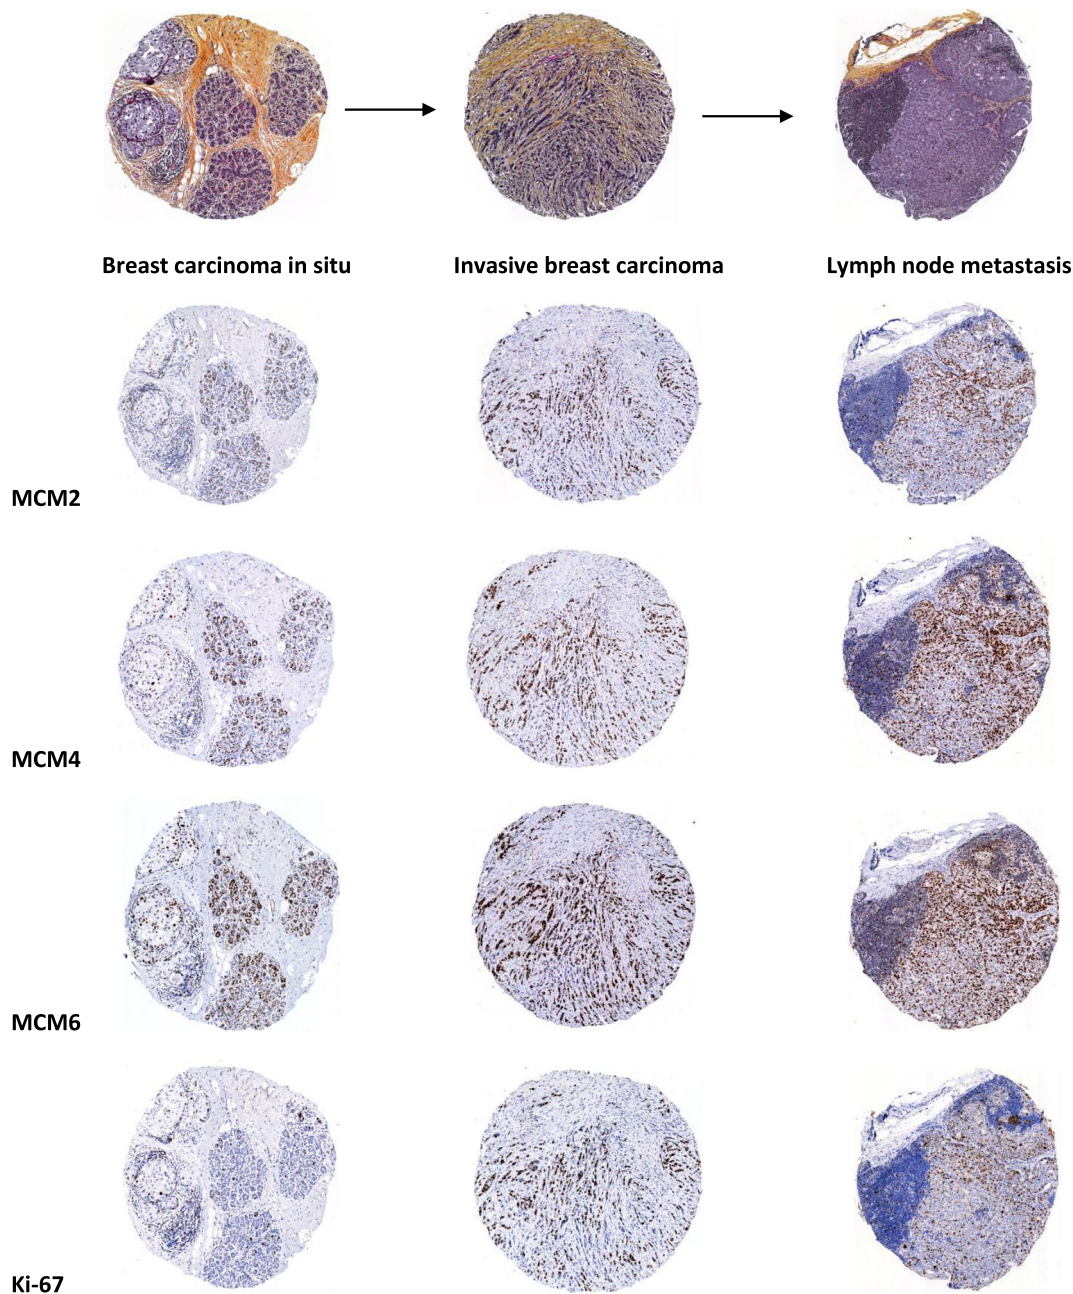 Breast carcinoma in situ
Invasive breast carcinoma
Lymph node metastasis
MCM2
MCM4
MCM6
Ki-67